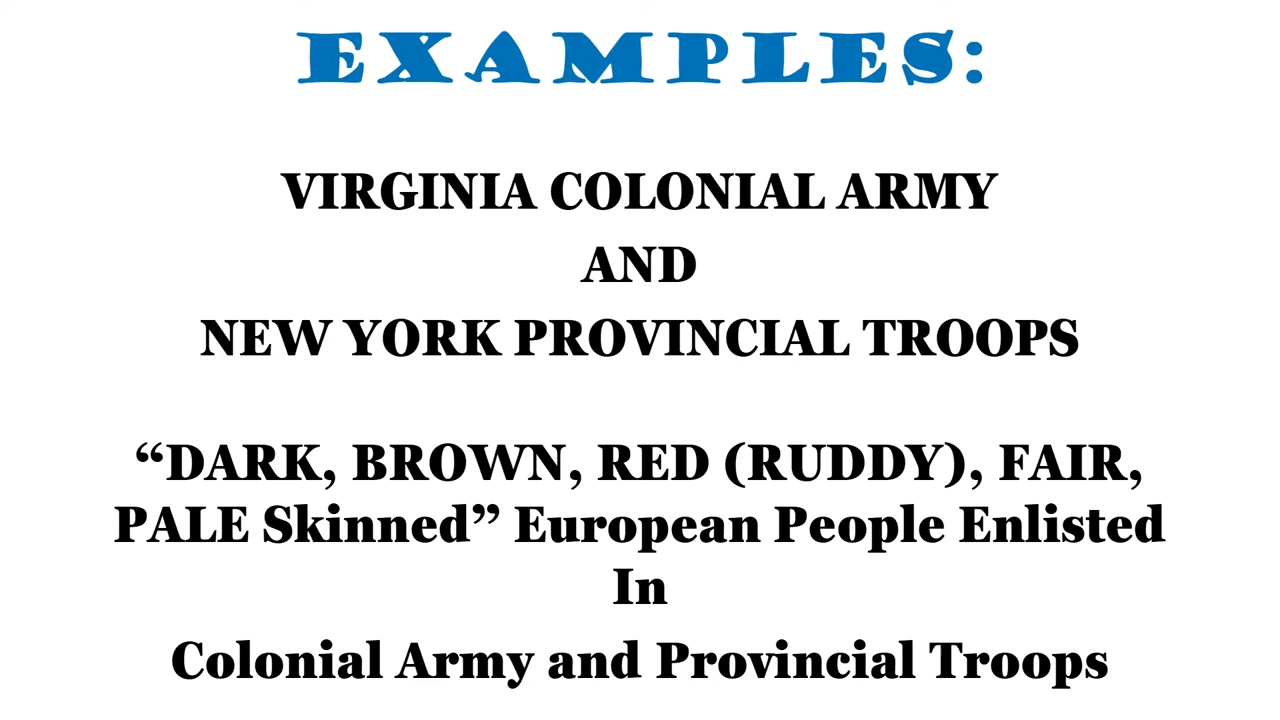 EXAMPLES:
VIRGINIA COLONIAL ARMY
AND
NEW YORK PROVINCIAL TROOPS
“DARK, BROWN, RED (RUDDY), FAIR,
PALE Skinned” European People Enlisted
In
Colonial Army and Provincial Troops